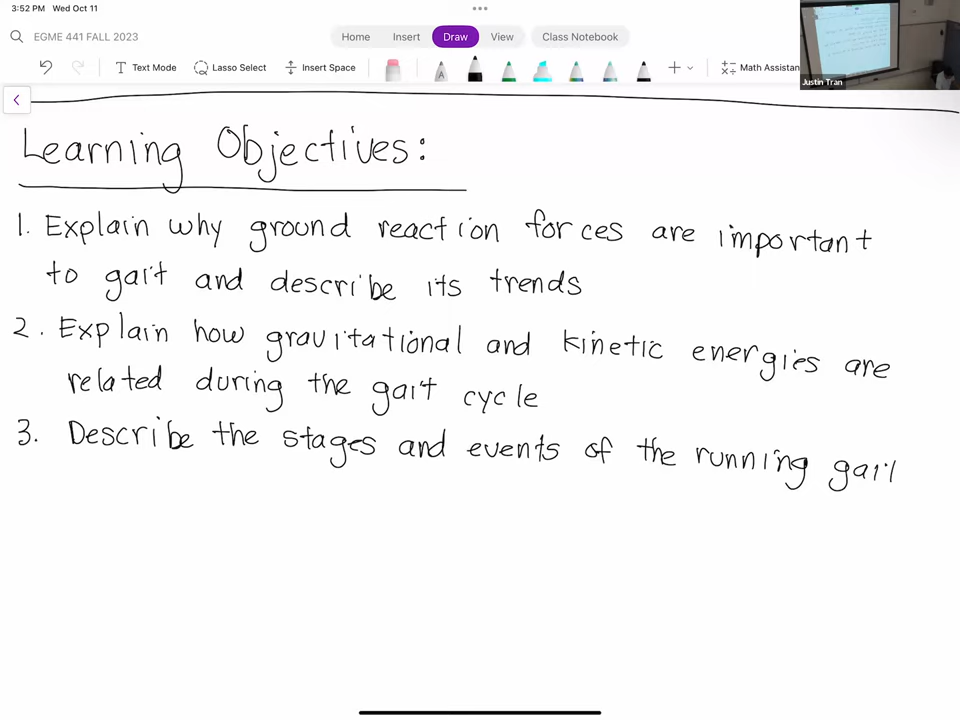 3:52 PM Wed Oct 11
EGME 441 FALL 2023
Home Insert Draw View Class Notebook
Text Mode Lasso Select Insert Space Math Assistan
Justin Tran
Learning Objectives:
1. Explain why ground reaction forces are important
to gait and describe its trends
2. Explain how gravitational and kinetic energies are
related during the gait cycle
3. Describe the stages and events of the running gait